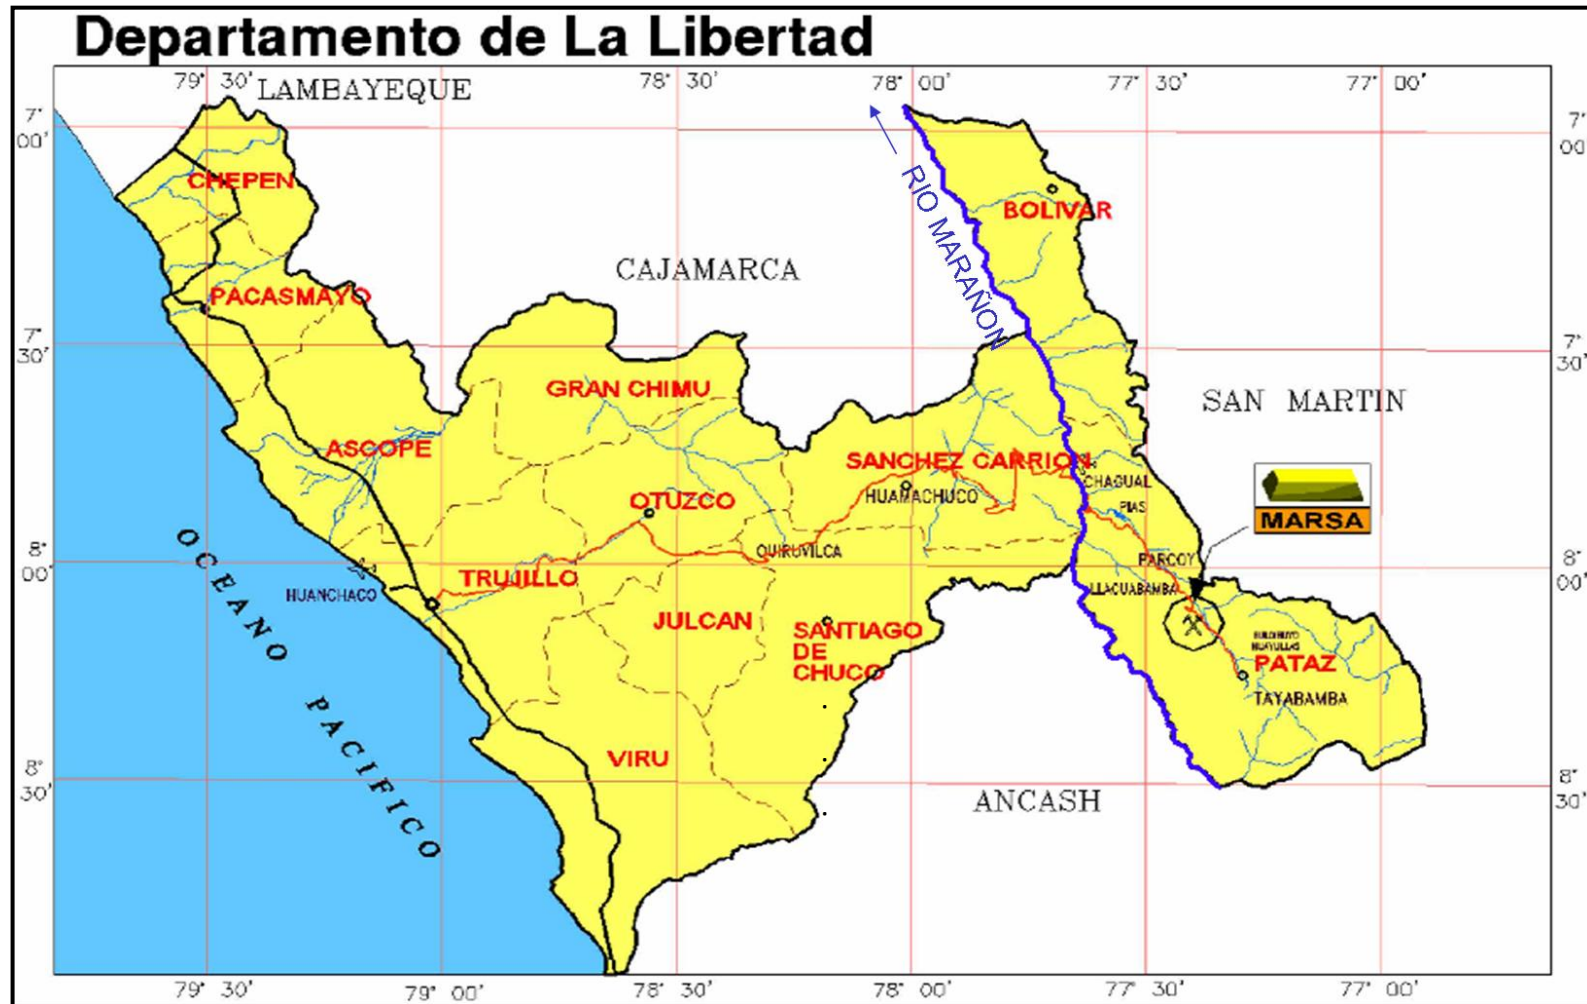 Departamento de La Libertad
79° 30'
78° 30'
78° 00'
77° 30'
77° 00'
LAMBAYEQUE
7°
00'
7°
00'
CHEPEN
RIO MARAÑON
BOLIVAR
CAJAMARCA
PACASMAYO
7°
30'
7°
30'
GRAN CHIMU
SAN MARTIN
ASCOPE
SANCHEZ CARRION
HUAMACHUCO
CHAGUAL
OTUZCO
PIAS
MARSA
QUIRUVILCA
PARCOY
8°
00'
8°
00'
TRUJILLO
HUANCHACO
LLACUABAMBA
JULCAN
SANTIAGO
DE
CHUCO
HUAYLLAS
PATAZ
TAYABAMBA
OCEANO PACIFICO
VIRU
8°
30'
8°
30'
ANCASH
79° 30'
79° 00'
78° 30'
78° 00'
77° 30'
77° 00'